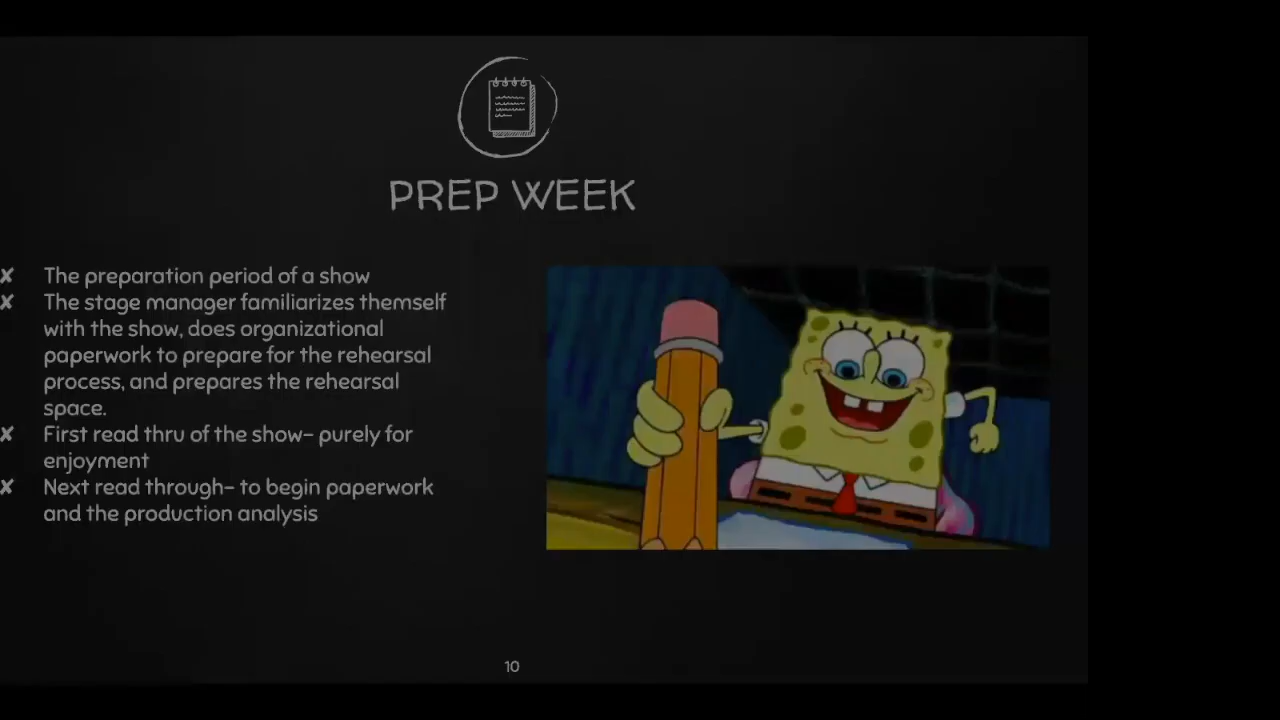 PREP WEEK
✘ The preparation period of a show
✘ The stage manager familiarizes themself
with the show, does organizational
paperwork to prepare for the rehearsal
process, and prepares the rehearsal
space.
✘ First read thru of the show– purely for
enjoyment
✘ Next read through– to begin paperwork
and the production analysis
10